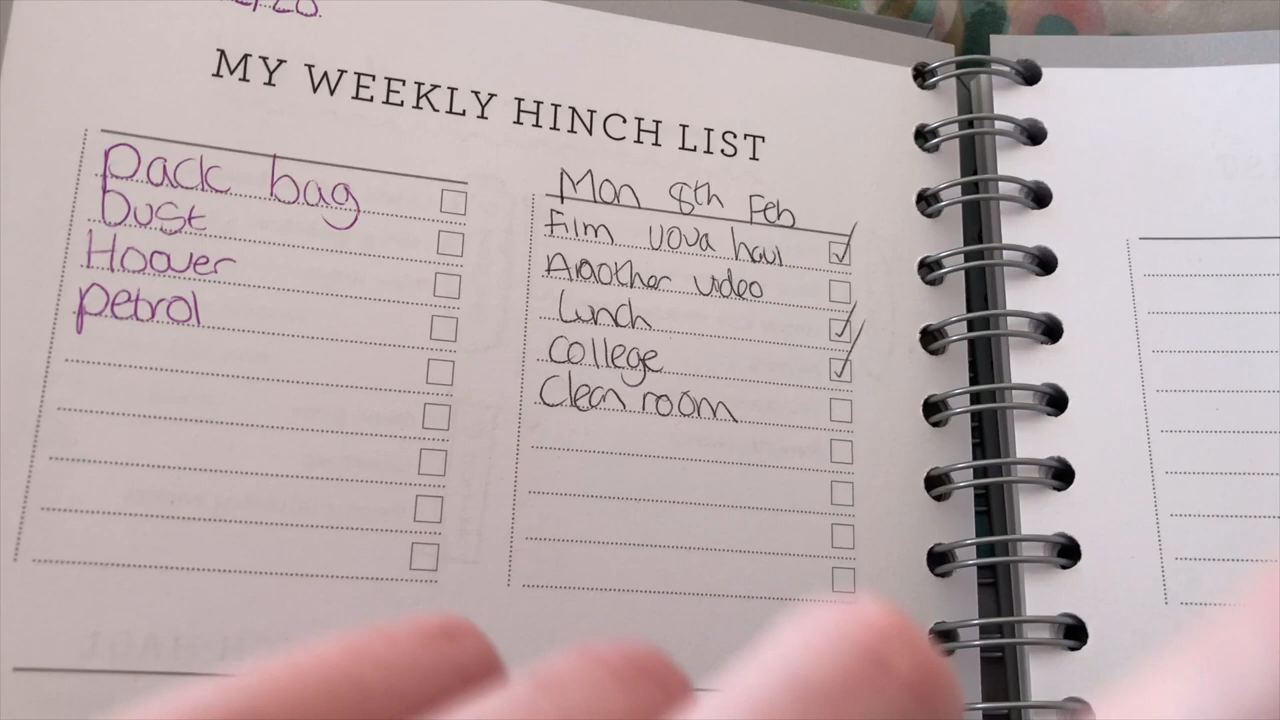 MY WEEKLY HINCH LIST
pack bag
Dust
Hoover
petrol
Mon 8th Feb
Film vova haul
Another video
Lunch
college
Clean room